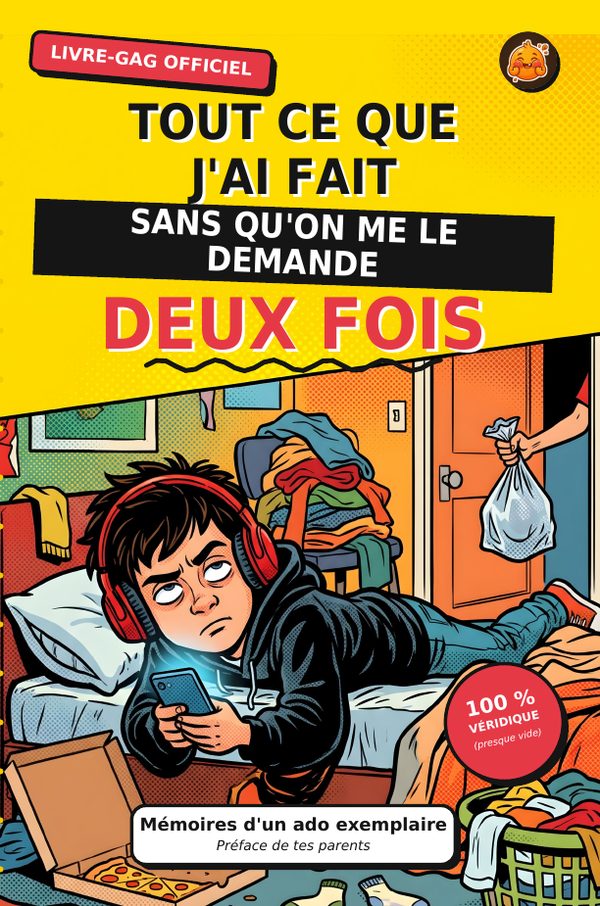 LIVRE-GAG OFFICIEL
TOUT CE QUE
J'AI FAIT
SANS QU'ON ME LE
DEMANDE
DEUX FOIS
100 %
VÉRIDIQUE
(presque vide)
Mémoires d'un ado exemplaire
Préface de tes parents